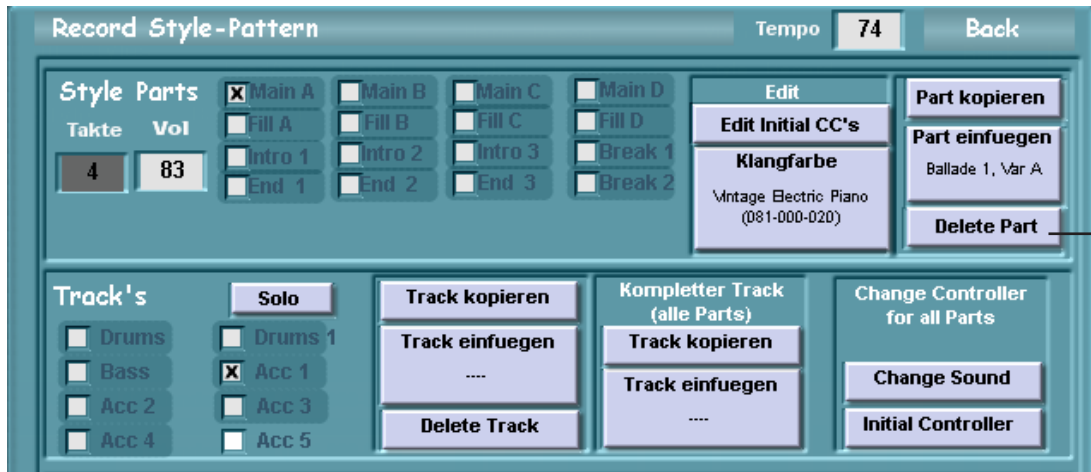 Record Style-Pattern
Tempo 74 Back
Style Parts
Takte Vol
4 83
X Main A Main B Main C Main D
Fill A Fill B Fill C Fill D
Intro 1 Intro 2 Intro 3 Break 1
End 1 End 2 End 3 Break 2
Edit
Edit Initial CC's
Klangfarbe
Vintage Electric Piano
(081-000-020)
Part kopieren
Part einfuegen
Ballade 1, Var A
Delete Part
Track's
Solo
Drums Drums 1
Bass X Acc 1
Acc 2 Acc 3
Acc 4 Acc 5
Track kopieren
Track einfuegen
----
Delete Track
Kompletter Track
(alle Parts)
Track kopieren
Track einfuegen
----
Change Controller
for all Parts
Change Sound
Initial Controller